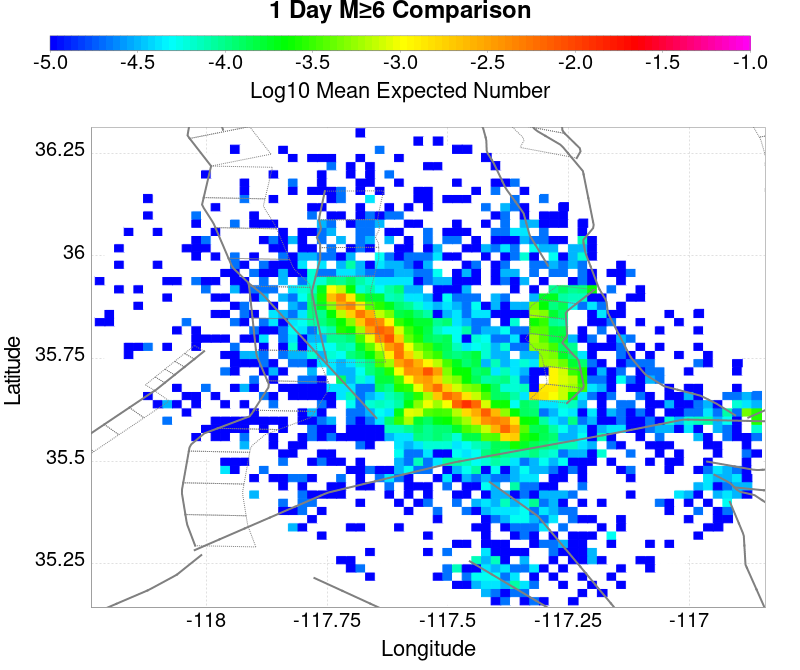 1 Day M≥6 Comparison
-5.0 -4.5 -4.0 -3.5 -3.0 -2.5 -2.0 -1.5 -1.0
Log10 Mean Expected Number
36.25
36
35.75
35.5
35.25
Latitude
-118 -117.75 -117.5 -117.25 -117
Longitude